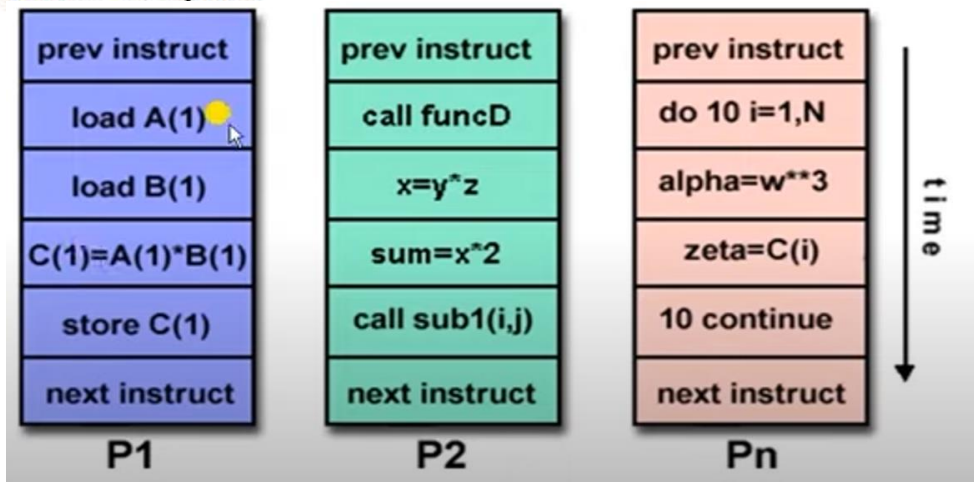 prev instruct
load A(1)
load B(1)
C(1)=A(1)*B(1)
store C(1)
next instruct
P1
prev instruct
call funcD
x=y*z
sum=x*2
call sub1(i,j)
next instruct
P2
prev instruct
do 10 i=1,N
alpha=w**3
zeta=C(i)
10 continue
next instruct
Pn
time